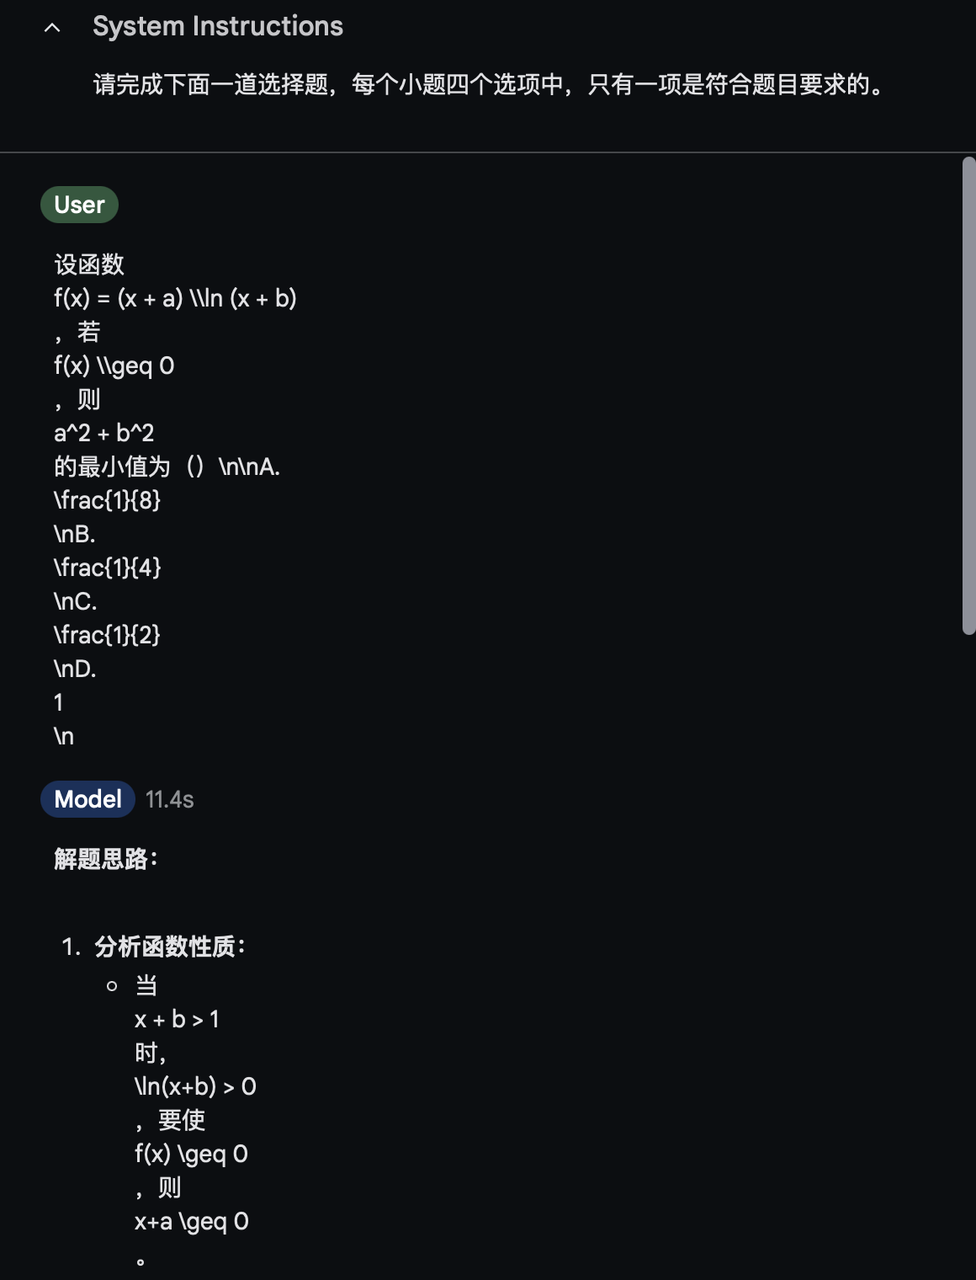 System Instructions
请完成下面一道选择题，每个小题四个选项中，只有一项是符合题目要求的。
User
设函数
f(x) = (x + a) \\ln (x + b)
，若
f(x) \\geq 0
，则
a^2 + b^2
的最小值为（）\n\nA.
\frac{1}{8}
\nB.
\frac{1}{4}
\nC.
\frac{1}{2}
\nD.
1
\n
Model 11.4s
解题思路：
1. 分析函数性质：
当
x + b > 1
时，
\ln(x+b) > 0
，要使
f(x) \geq 0
，则
x+a \geq 0
。